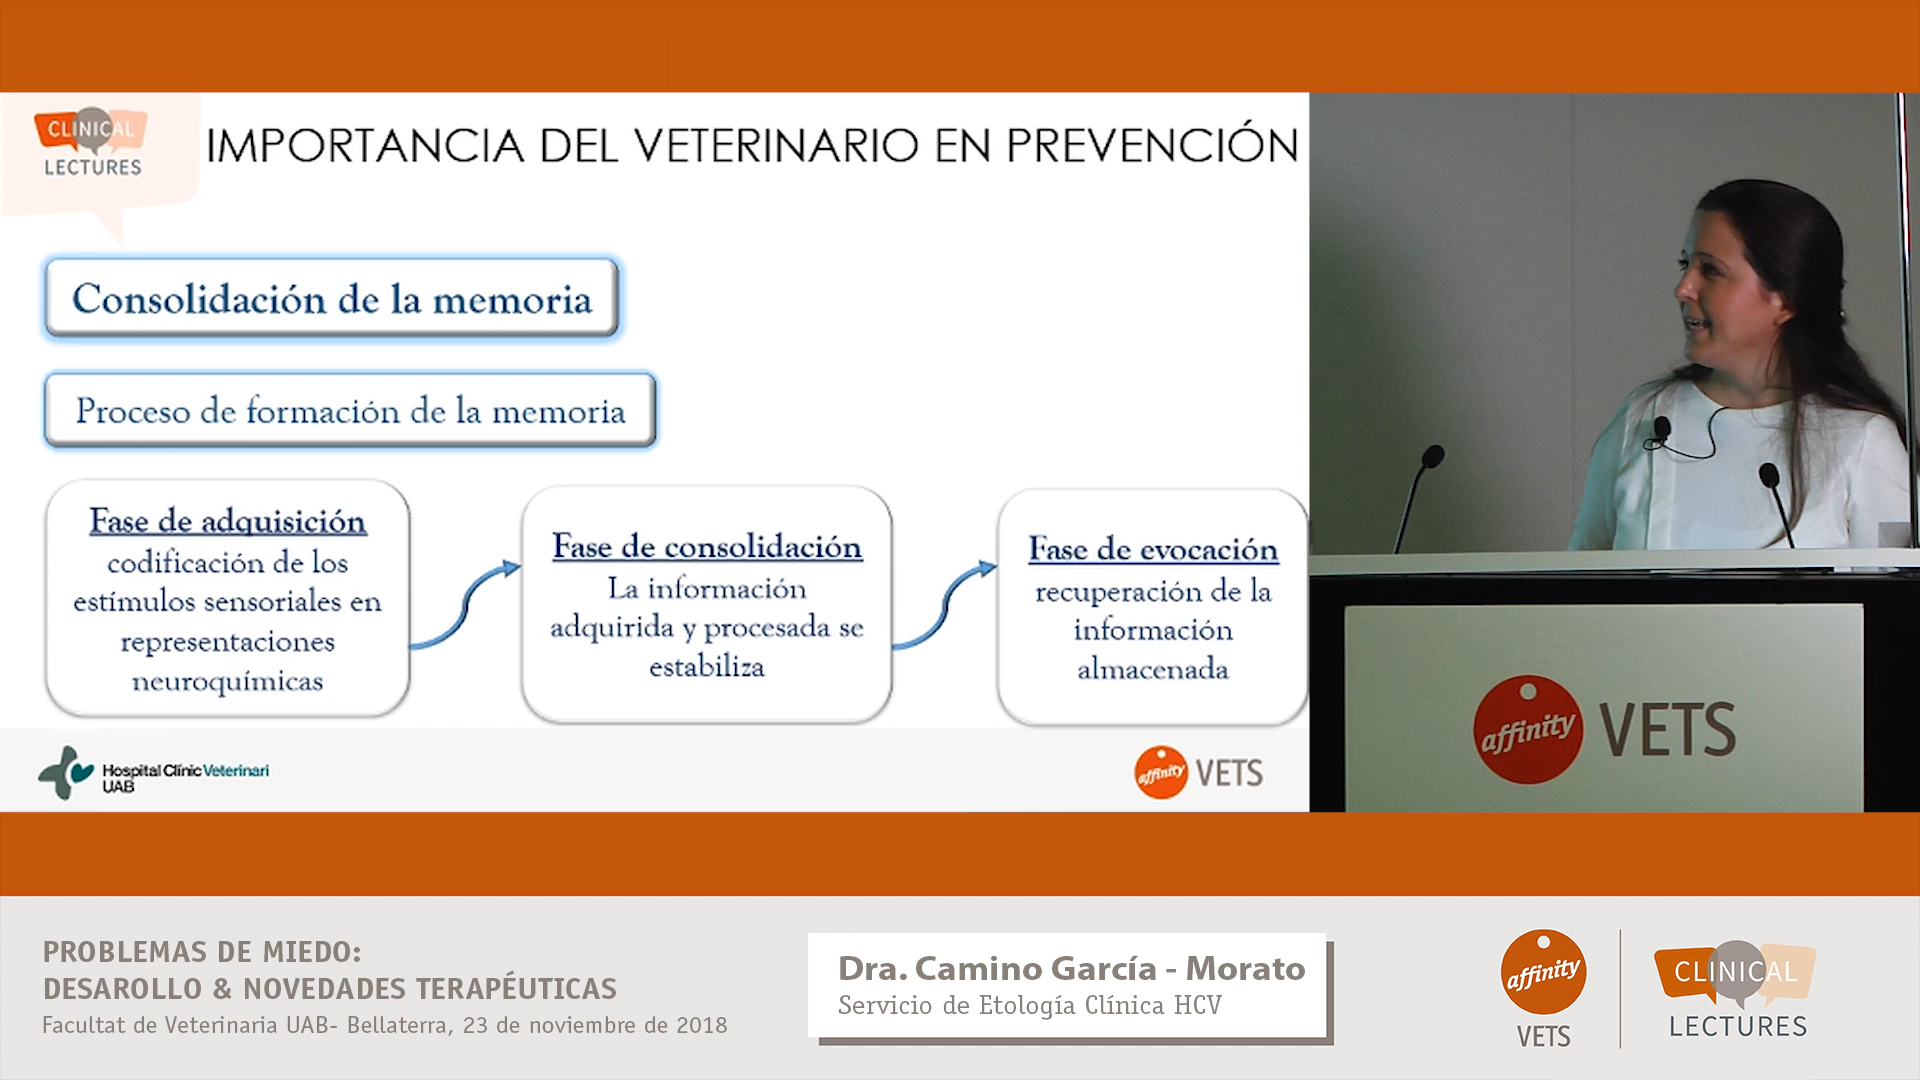 CLINICAL
LECTURES
IMPORTANCIA DEL VETERINARIO EN PREVENCIÓN
Consolidación de la memoria
Proceso de formación de la memoria
Fase de adquisición
codificación de los
estímulos sensoriales en
representaciones
neuroquímicas
Fase de consolidación
La información
adquirida y procesada se
estabiliza
Fase de evocación
recuperación de la
información
almacenada
Hospital Clínic Veterinari
UAB
affinity VETS
affinity VETS
PROBLEMAS DE MIEDO:
DESAROLLO & NOVEDADES TERAPÉUTICAS
Facultat de Veterinaria UAB- Bellaterra, 23 de noviembre de 2018
Dra. Camino García - Morato
Servicio de Etología Clínica HCV
affinity
VETS
CLINICAL
LECTURES